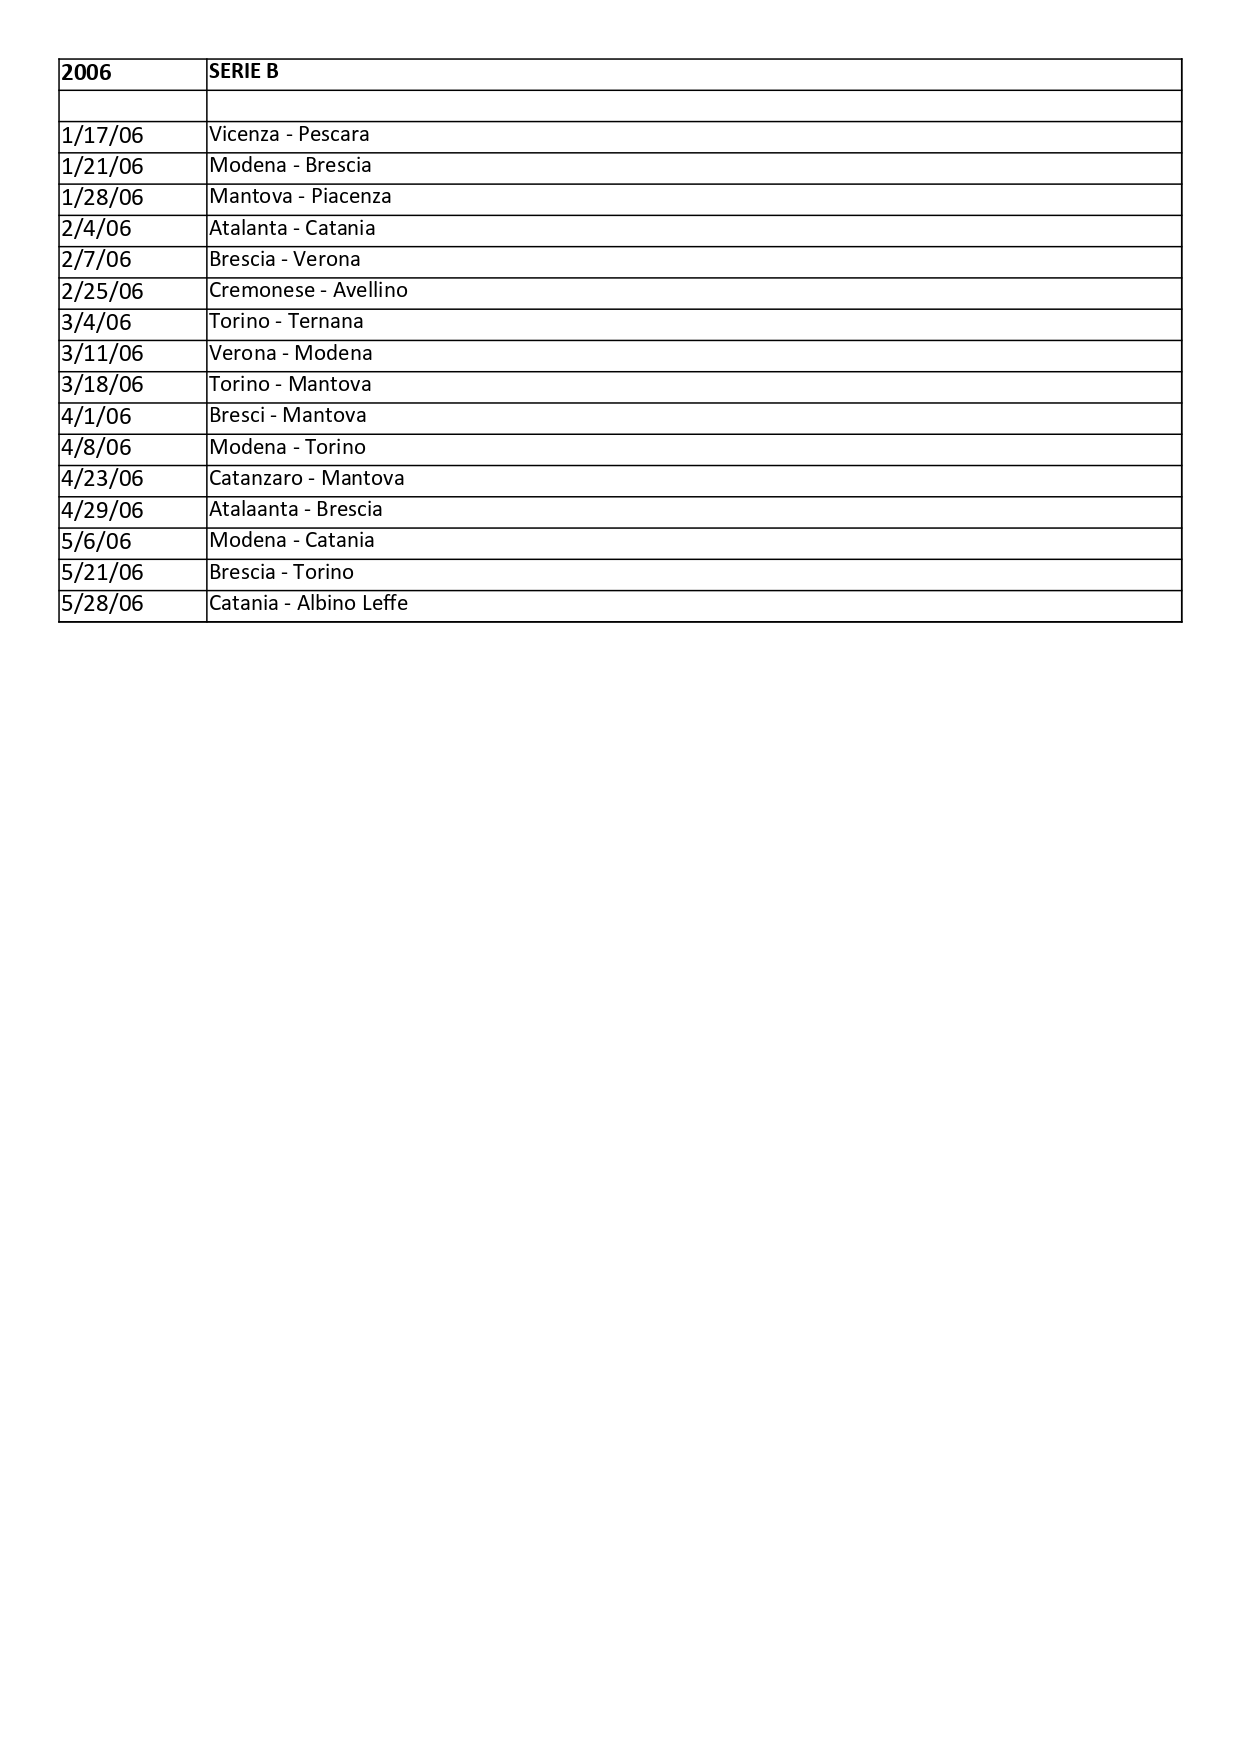 2006 SERIE B
1/17/06 Vicenza - Pescara
1/21/06 Modena - Brescia
1/28/06 Mantova - Piacenza
2/4/06 Atalanta - Catania
2/7/06 Brescia - Verona
2/25/06 Cremonese - Avellino
3/4/06 Torino - Ternana
3/11/06 Verona - Modena
3/18/06 Torino - Mantova
4/1/06 Bresci - Mantova
4/8/06 Modena - Torino
4/23/06 Catanzaro - Mantova
4/29/06 Atalaanta - Brescia
5/6/06 Modena - Catania
5/21/06 Brescia - Torino
5/28/06 Catania - Albino Leffe